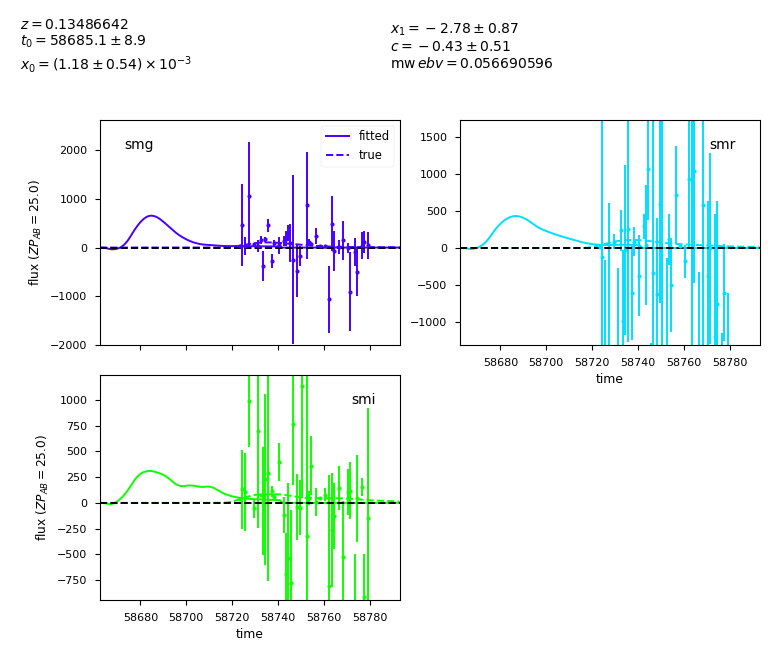 z = 0.13486642
t₀ = 58685.1 ± 8.9
x₀ = (1.18 ± 0.54) × 10⁻³
x₁ = −2.78 ± 0.87
c = −0.43 ± 0.51
mw ebv = 0.056690596
smg
fitted
true
2000
1000
0
−1000
−2000
flux (ZP_AB = 25.0)
smr
1500
1000
500
0
−500
−1000
58680 58700 58720 58740 58760 58780
time
smi
1000
750
500
250
0
−250
−500
−750
flux (ZP_AB = 25.0)
58680 58700 58720 58740 58760 58780
time